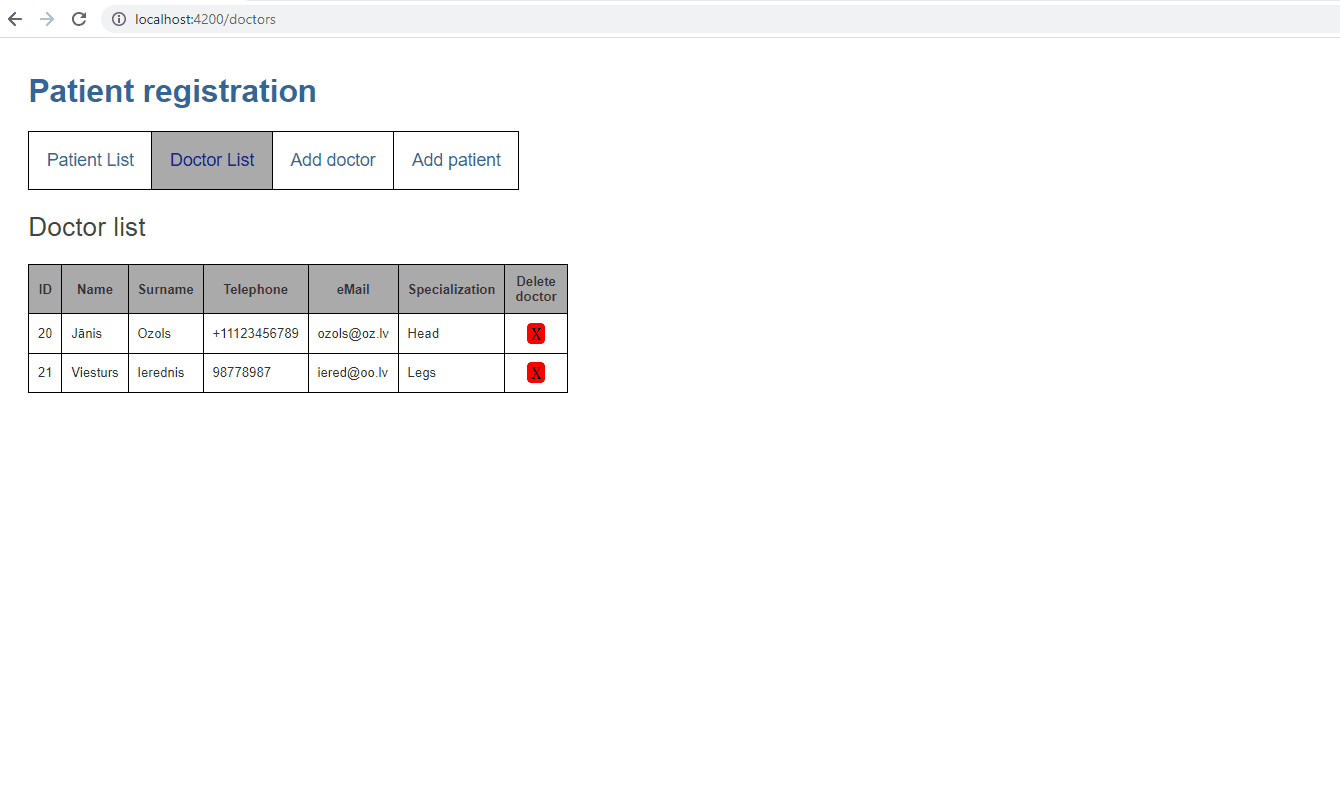 localhost:4200/doctors
Patient registration
Patient List Doctor List Add doctor Add patient
Doctor list
ID Name Surname Telephone eMail Specialization Delete doctor
20 Jānis Ozols +11123456789 ozols@oz.lv Head X
21 Viesturs Ierednis 98778987 iered@oo.lv Legs X